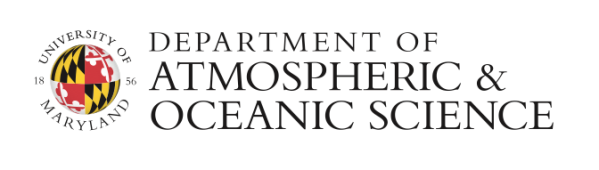 UNIVERSITY OF
18 56
MARYLAND
DEPARTMENT OF
ATMOSPHERIC &
OCEANIC SCIENCE